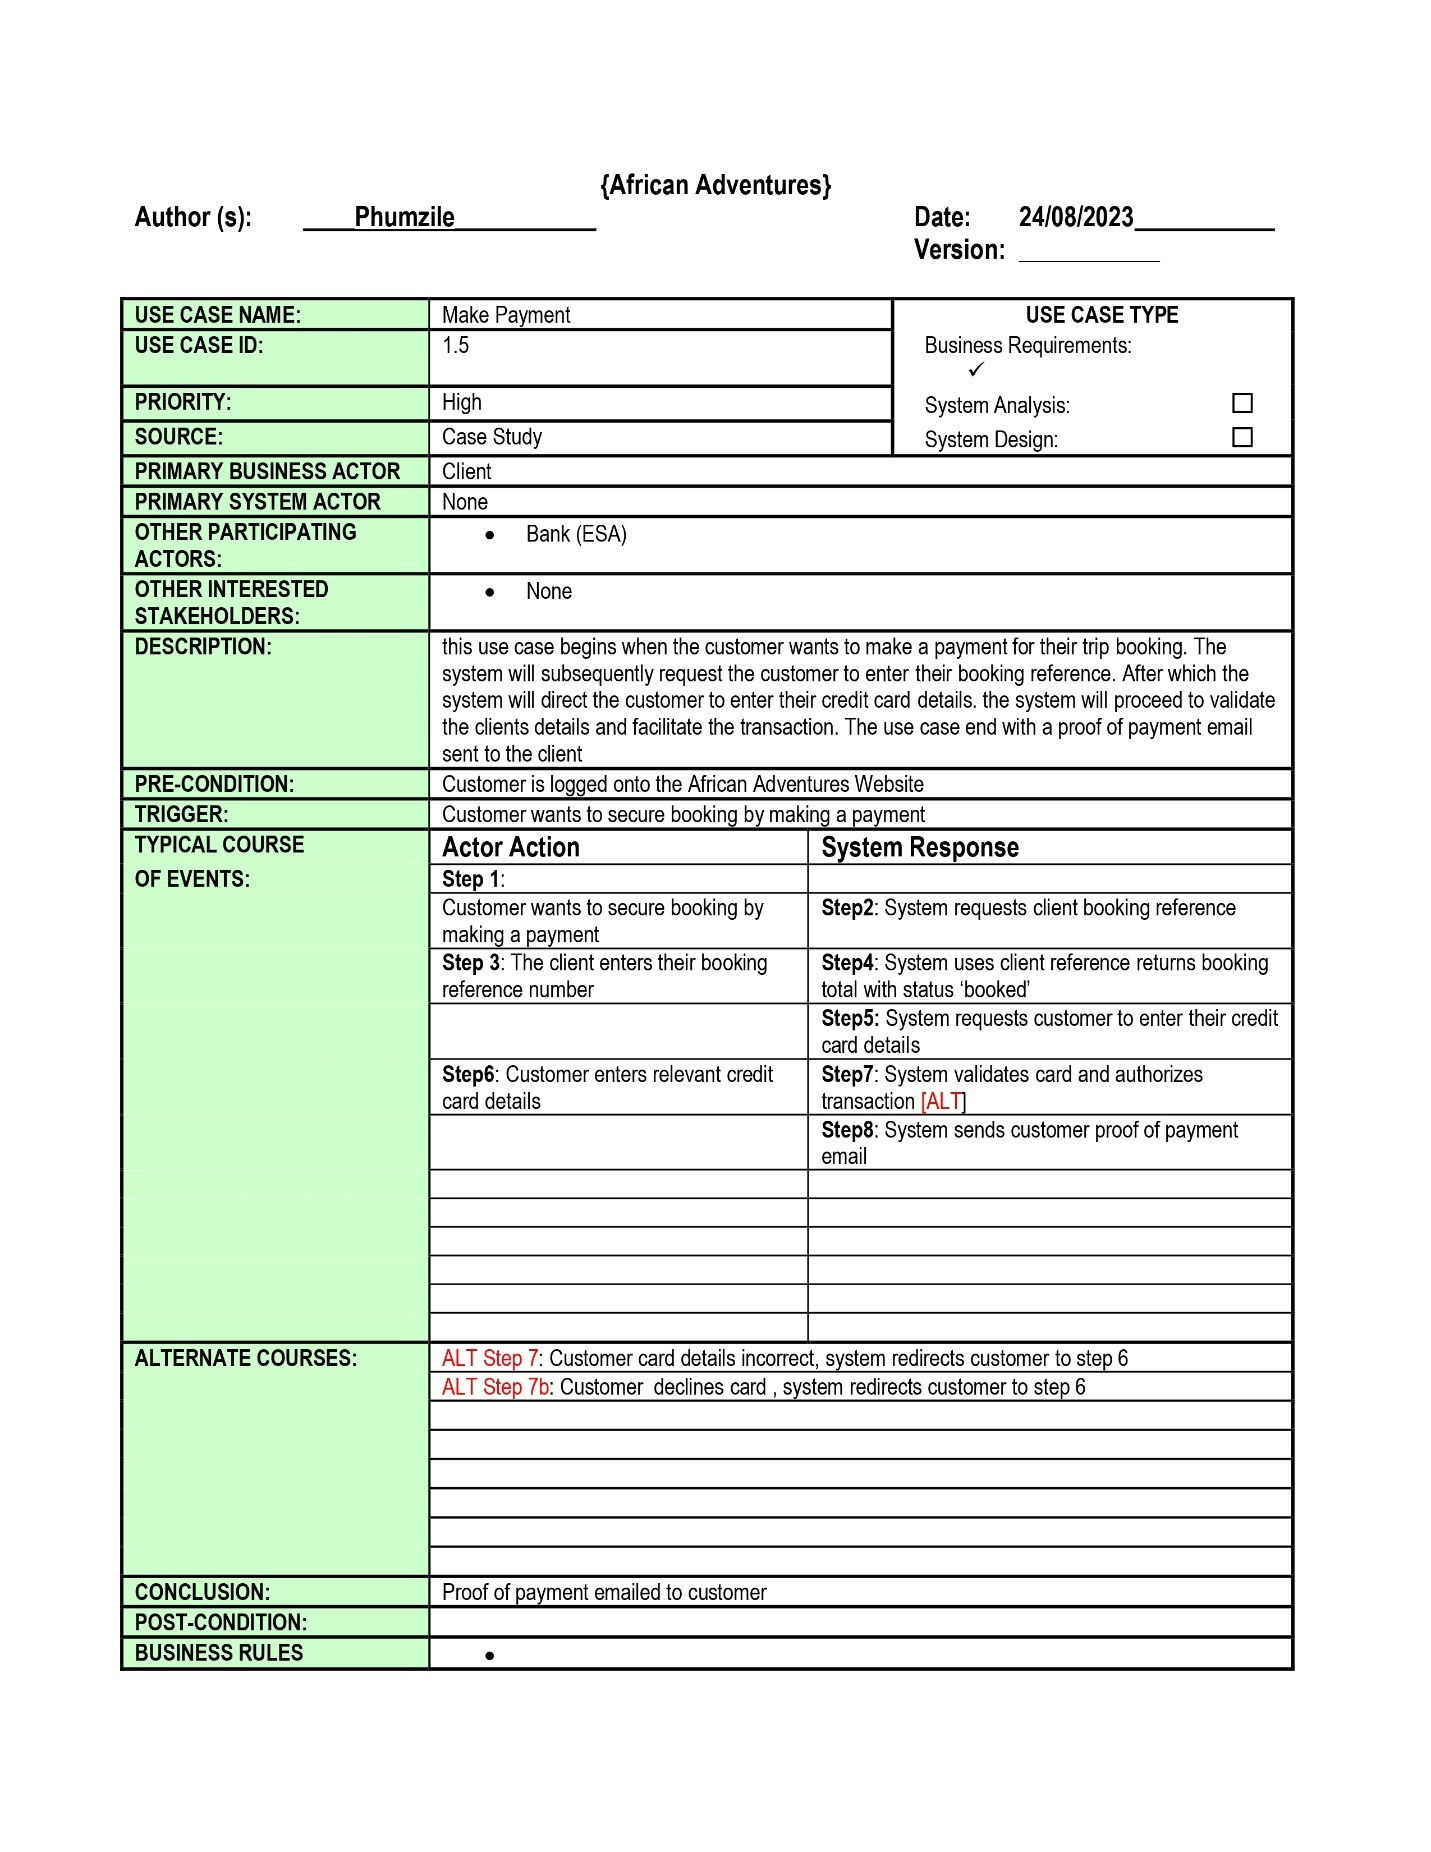 {African Adventures}
Author (s): ____Phumzile___________ Date: 24/08/2023___________
Version: ___________
USE CASE NAME: Make Payment USE CASE TYPE
USE CASE ID: 1.5 Business Requirements:
✓
PRIORITY: High System Analysis: ☐
SOURCE: Case Study System Design: ☐
PRIMARY BUSINESS ACTOR Client
PRIMARY SYSTEM ACTOR None
OTHER PARTICIPATING
ACTORS:
• Bank (ESA)
OTHER INTERESTED
STAKEHOLDERS:
• None
DESCRIPTION:
this use case begins when the customer wants to make a payment for their trip booking. The
system will subsequently request the customer to enter their booking reference. After which the
system will direct the customer to enter their credit card details. the system will proceed to validate
the clients details and facilitate the transaction. The use case end with a proof of payment email
sent to the client
PRE-CONDITION: Customer is logged onto the African Adventures Website
TRIGGER: Customer wants to secure booking by making a payment
TYPICAL COURSE
OF EVENTS:
Actor Action System Response
Step 1:
Customer wants to secure booking by
making a payment
Step2: System requests client booking reference
Step 3: The client enters their booking
reference number
Step4: System uses client reference returns booking
total with status ‘booked’
Step5: System requests customer to enter their credit
card details
Step6: Customer enters relevant credit
card details
Step7: System validates card and authorizes
transaction [ALT]
Step8: System sends customer proof of payment
email
ALTERNATE COURSES:
ALT Step 7: Customer card details incorrect, system redirects customer to step 6
ALT Step 7b: Customer  declines card , system redirects customer to step 6
CONCLUSION: Proof of payment emailed to customer
POST-CONDITION:
BUSINESS RULES •